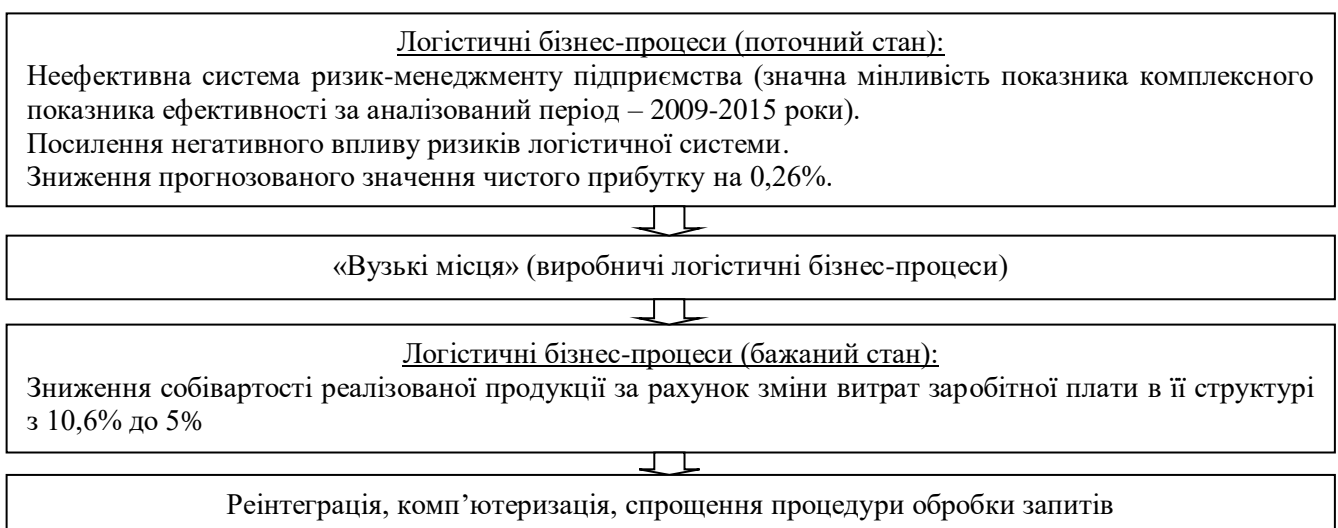 Логістичні бізнес-процеси (поточний стан):
Неефективна система ризик-менеджменту підприємства (значна мінливість показника комплексного
показника ефективності за аналізований період – 2009-2015 роки).
Посилення негативного впливу ризиків логістичної системи.
Зниження прогнозованого значення чистого прибутку на 0,26%.
«Вузькі місця» (виробничі логістичні бізнес-процеси)
Логістичні бізнес-процеси (бажаний стан):
Зниження собівартості реалізованої продукції за рахунок зміни витрат заробітної плати в її структурі
з 10,6% до 5%
Реінтеграція, комп’ютеризація, спрощення процедури обробки запитів